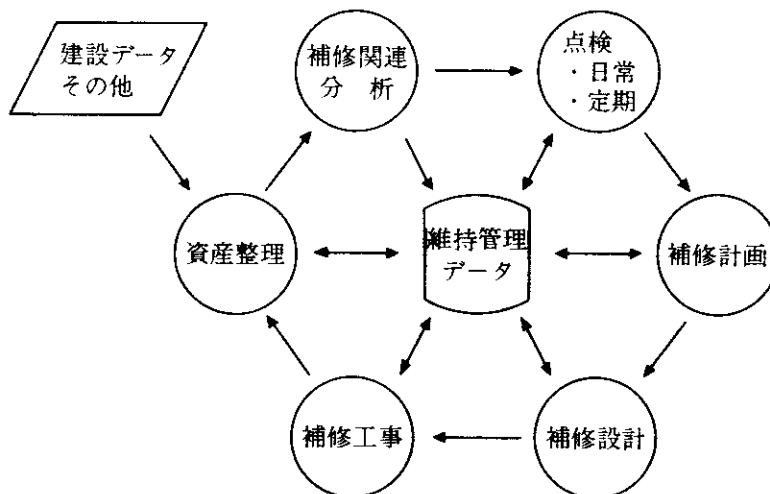 建設データ
その他
補修関連
分 析
点検
・日常
・定期
資産整理
維持管理
データ
補修計画
補修工事
補修設計